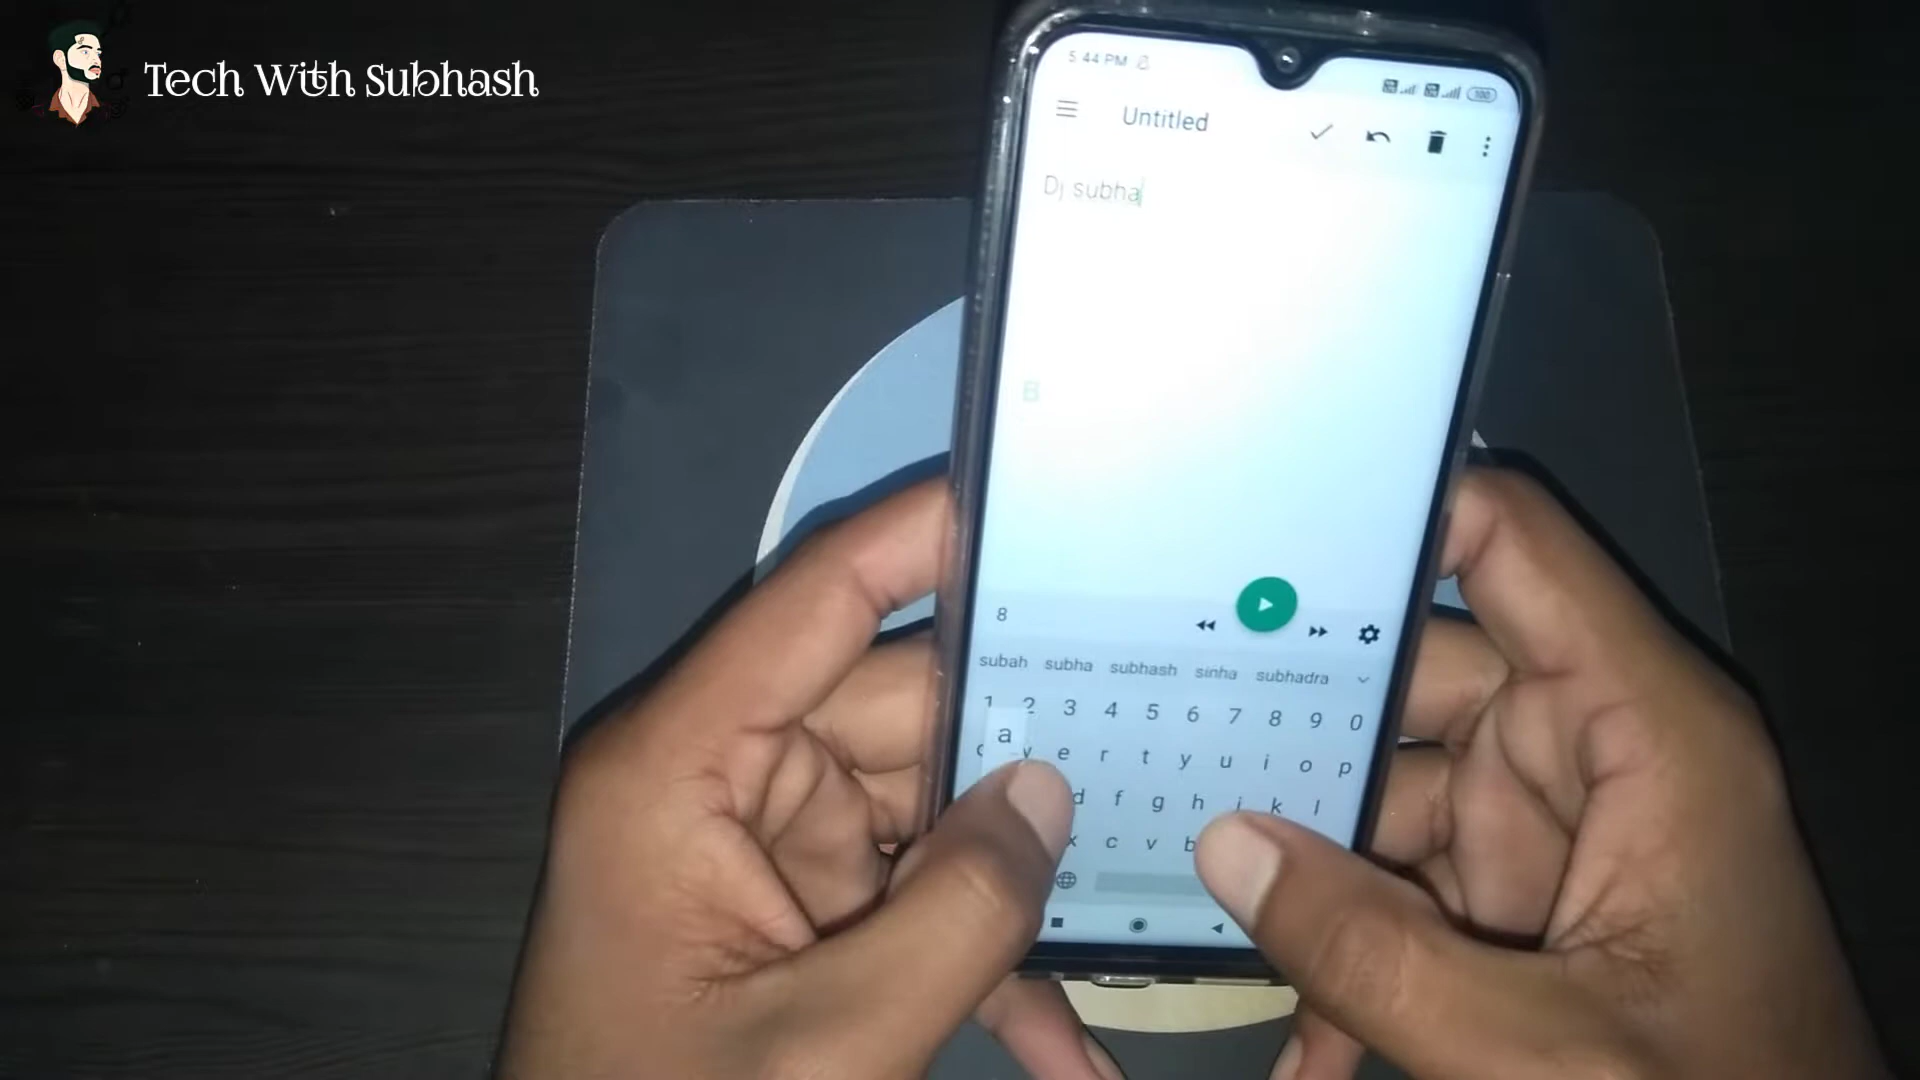 Tech With Subhash
5:44 PM
100
Untitled
Dj subha
B
8
subah subha subhash sinha subhadra
1 2 3 4 5 6 7 8 9 0
a
e r t y u i o p
d f g h j k l
x c v b